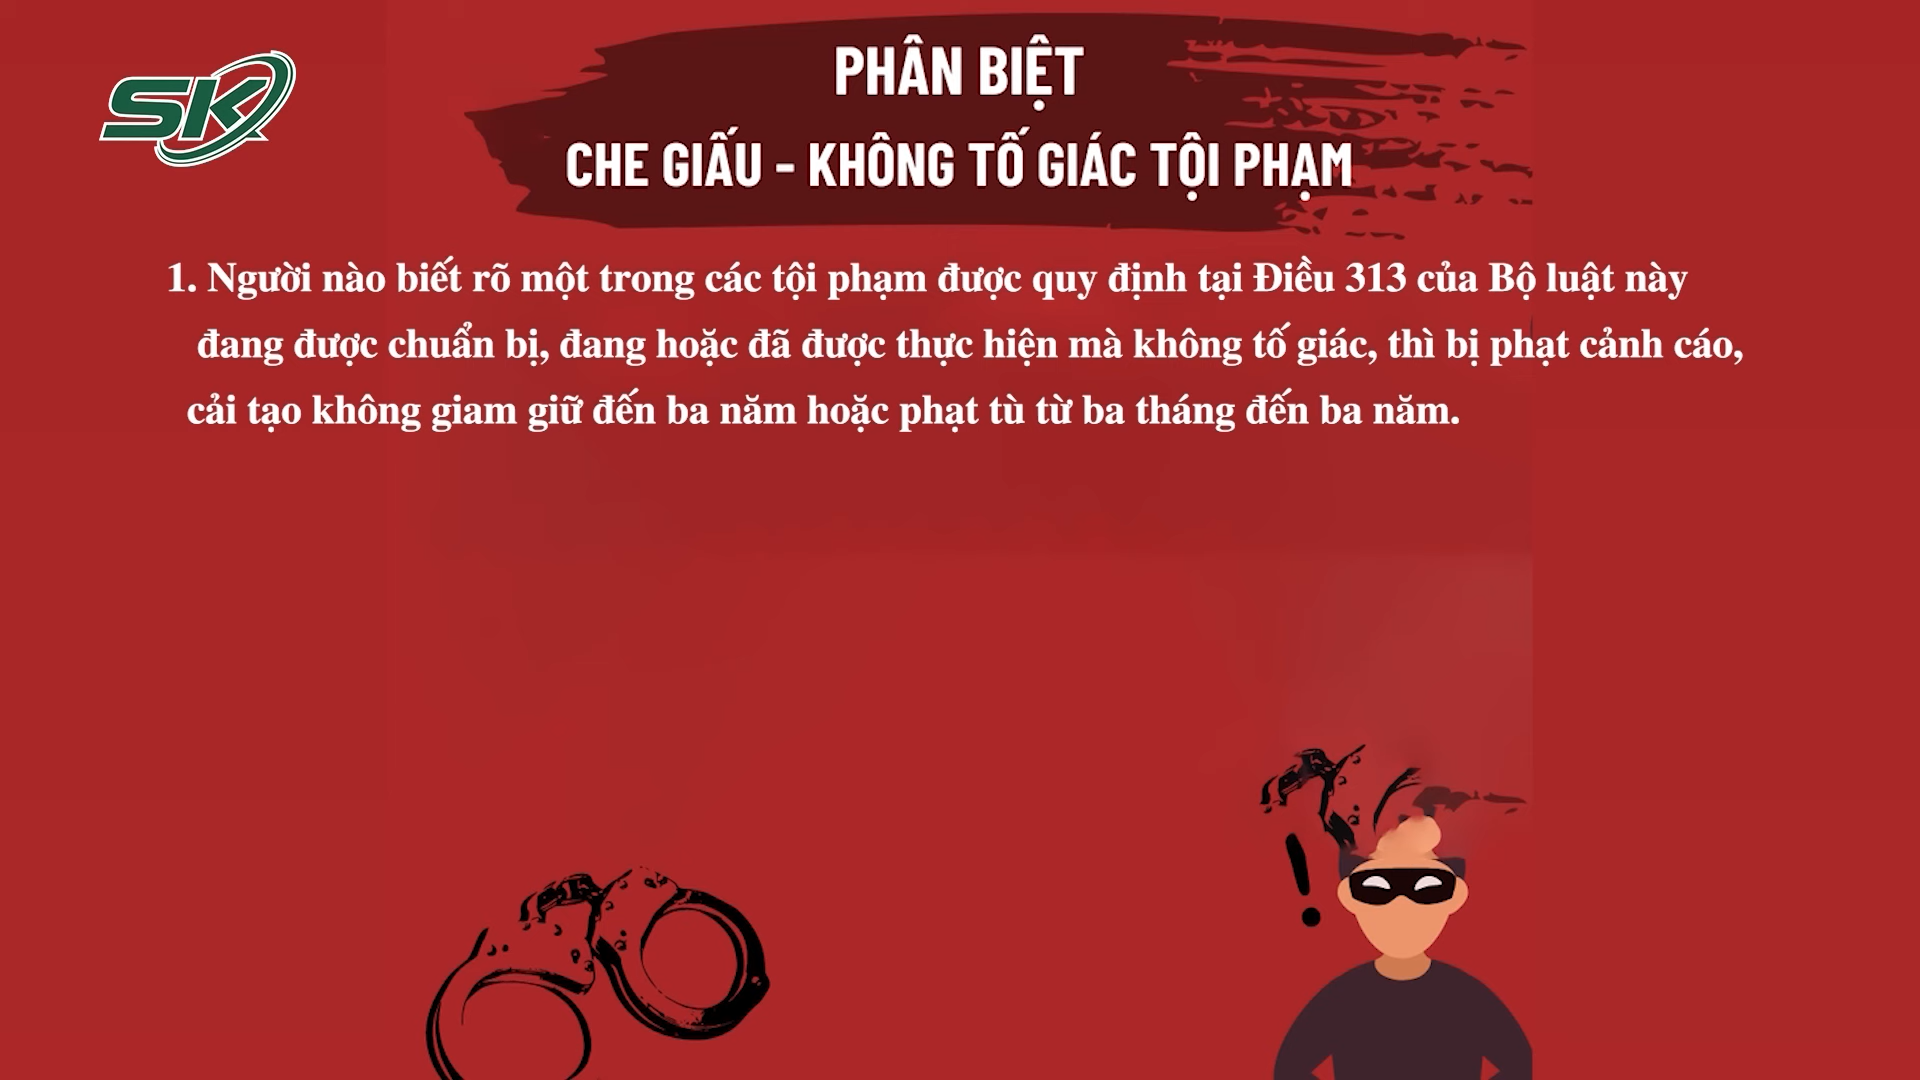 SK
PHÂN BIỆT
CHE GIẤU - KHÔNG TỐ GIÁC TỘI PHẠM
1. Người nào biết rõ một trong các tội phạm được quy định tại Điều 313 của Bộ luật này
đang được chuẩn bị, đang hoặc đã được thực hiện mà không tố giác, thì bị phạt cảnh cáo,
cải tạo không giam giữ đến ba năm hoặc phạt tù từ ba tháng đến ba năm.